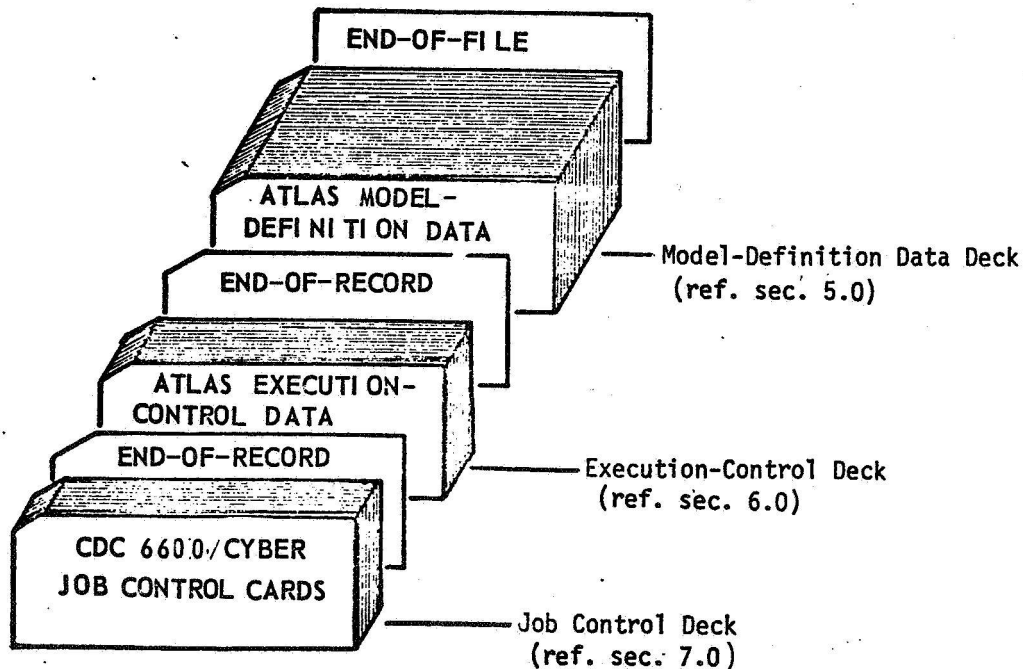 END-OF-FILE
ATLAS MODEL-
DEFINITION DATA
Model-Definition Data Deck
(ref. sec. 5.0)
END-OF-RECORD
ATLAS EXECUTION-
CONTROL DATA
Execution-Control Deck
(ref. sec. 6.0)
END-OF-RECORD
CDC 6600/CYBER
JOB CONTROL CARDS
Job Control Deck
(ref. sec. 7.0)